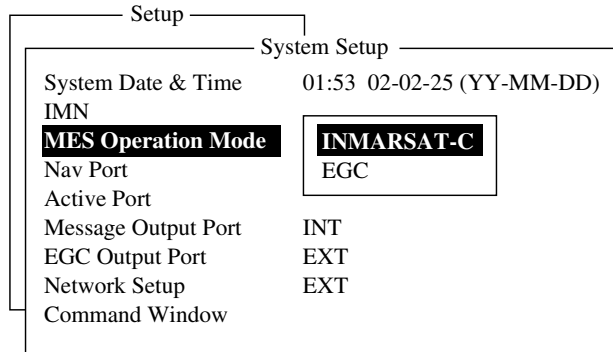 Setup
System Setup
System Date & Time 01:53 02-02-25 (YY-MM-DD)
IMN
MES Operation Mode INMARSAT-C
Nav Port EGC
Active Port
Message Output Port INT
EGC Output Port EXT
Network Setup EXT
Command Window